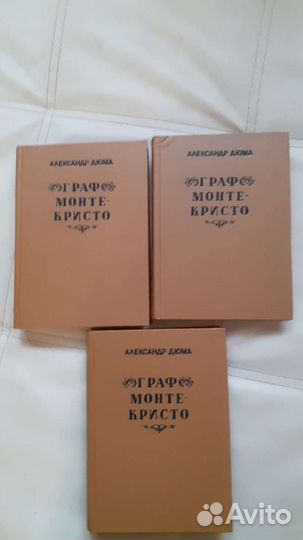 АЛЕКСАНДР ДЮМА
ГРАФ
МОНТЕ-
КРИСТО
АЛЕКСАНДР ДЮМА
ГРАФ
МОНТЕ-
КРИСТО
АЛЕКСАНДР ДЮМА
ГРАФ
МОНТЕ-
КРИСТО
Avito